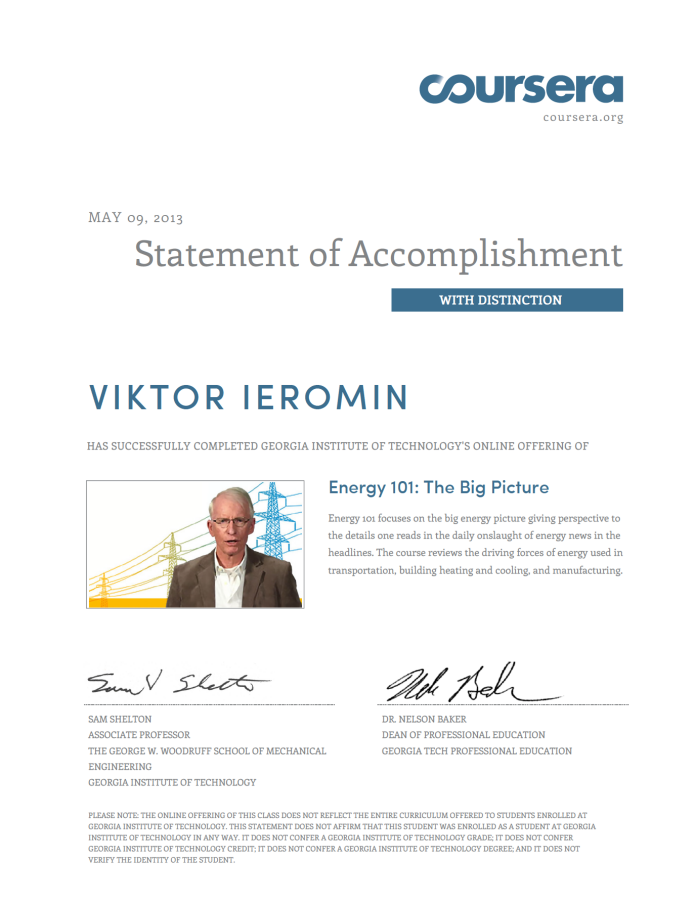 coursera
coursera.org
MAY 09, 2013
Statement of Accomplishment
WITH DISTINCTION
VIKTOR IEROMIN
HAS SUCCESSFULLY COMPLETED GEORGIA INSTITUTE OF TECHNOLOGY'S ONLINE OFFERING OF
Energy 101: The Big Picture
Energy 101 focuses on the big energy picture giving perspective to
the details one reads in the daily onslaught of energy news in the
headlines. The course reviews the driving forces of energy used in
transportation, building heating and cooling, and manufacturing.
SAM SHELTON
ASSOCIATE PROFESSOR
THE GEORGE W. WOODRUFF SCHOOL OF MECHANICAL
ENGINEERING
GEORGIA INSTITUTE OF TECHNOLOGY
DR. NELSON BAKER
DEAN OF PROFESSIONAL EDUCATION
GEORGIA TECH PROFESSIONAL EDUCATION
PLEASE NOTE: THE ONLINE OFFERING OF THIS CLASS DOES NOT REFLECT THE ENTIRE CURRICULUM OFFERED TO STUDENTS ENROLLED AT
GEORGIA INSTITUTE OF TECHNOLOGY. THIS STATEMENT DOES NOT AFFIRM THAT THIS STUDENT WAS ENROLLED AS A STUDENT AT GEORGIA
INSTITUTE OF TECHNOLOGY IN ANY WAY. IT DOES NOT CONFER A GEORGIA INSTITUTE OF TECHNOLOGY GRADE; IT DOES NOT CONFER
GEORGIA INSTITUTE OF TECHNOLOGY CREDIT; IT DOES NOT CONFER A GEORGIA INSTITUTE OF TECHNOLOGY DEGREE; AND IT DOES NOT
VERIFY THE IDENTITY OF THE STUDENT.